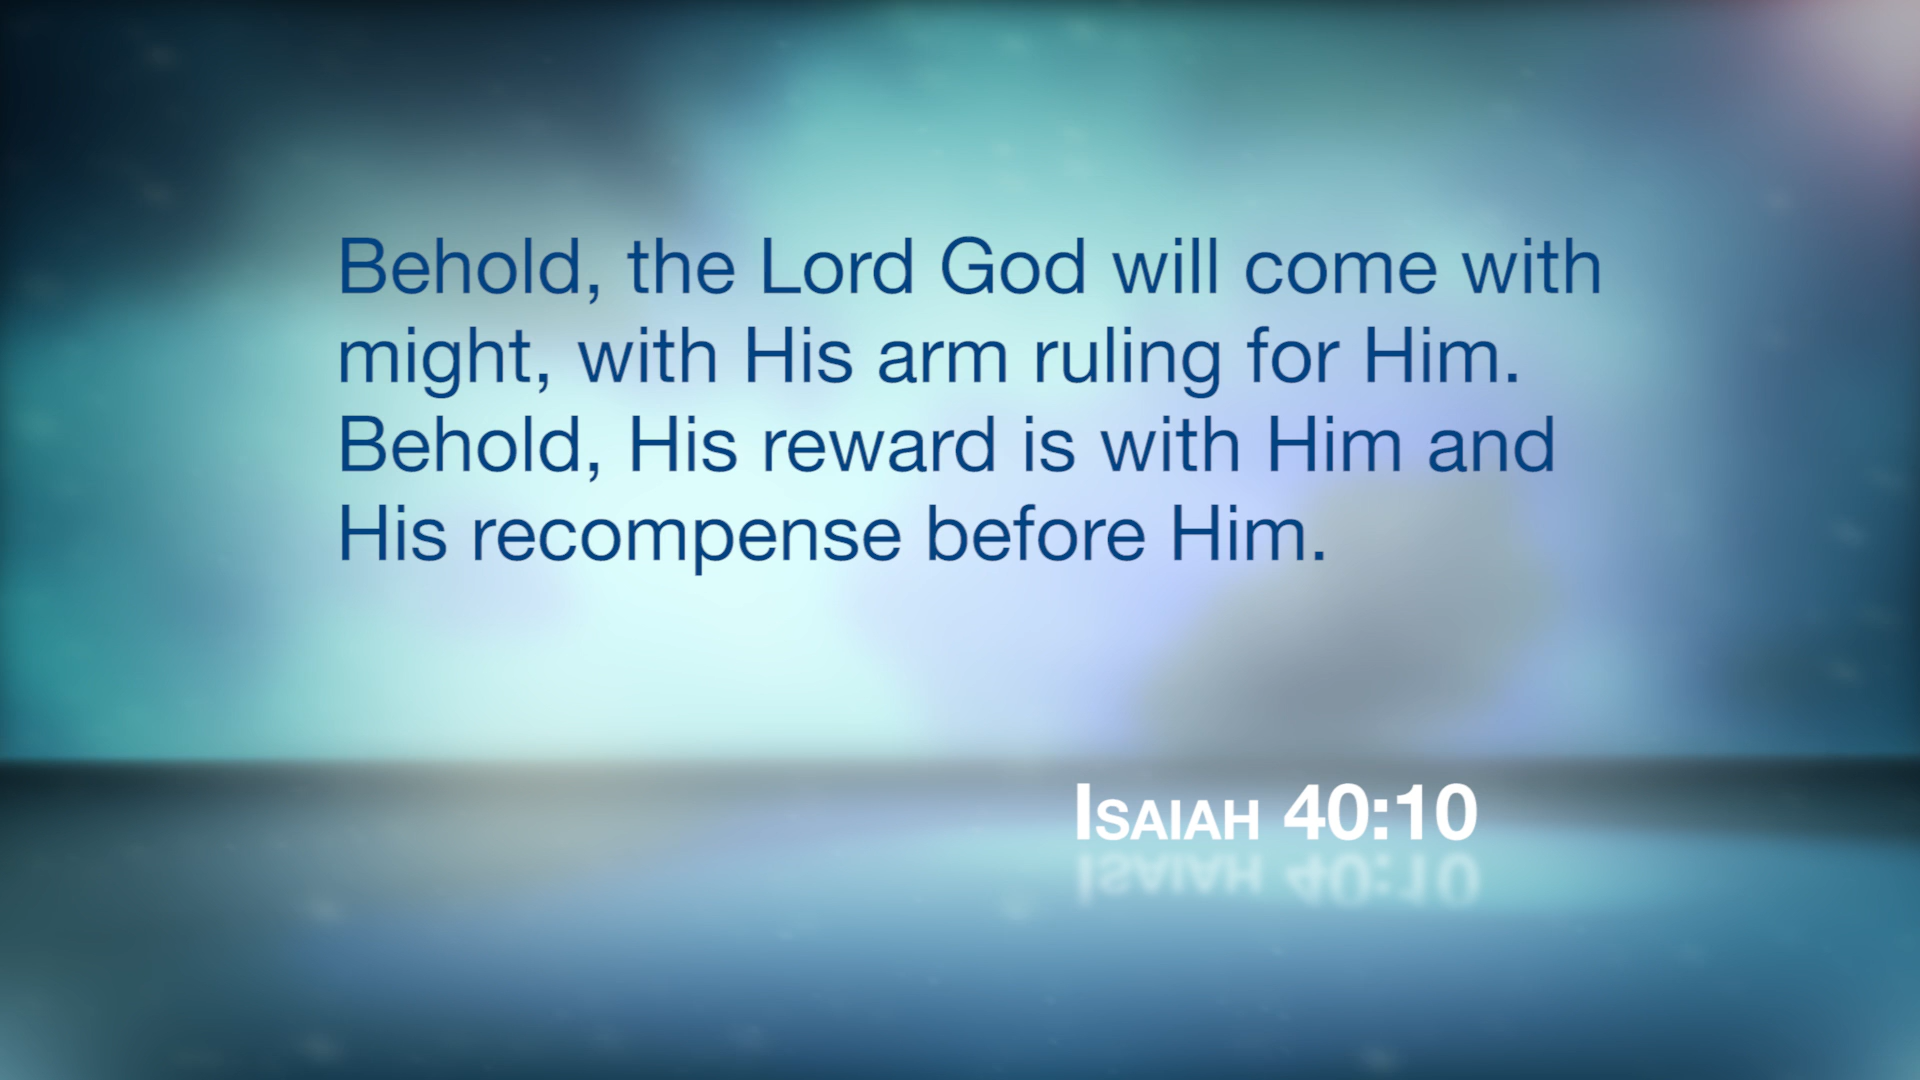 Behold, the Lord God will come with
might, with His arm ruling for Him.
Behold, His reward is with Him and
His recompense before Him.
Isaiah 40:10